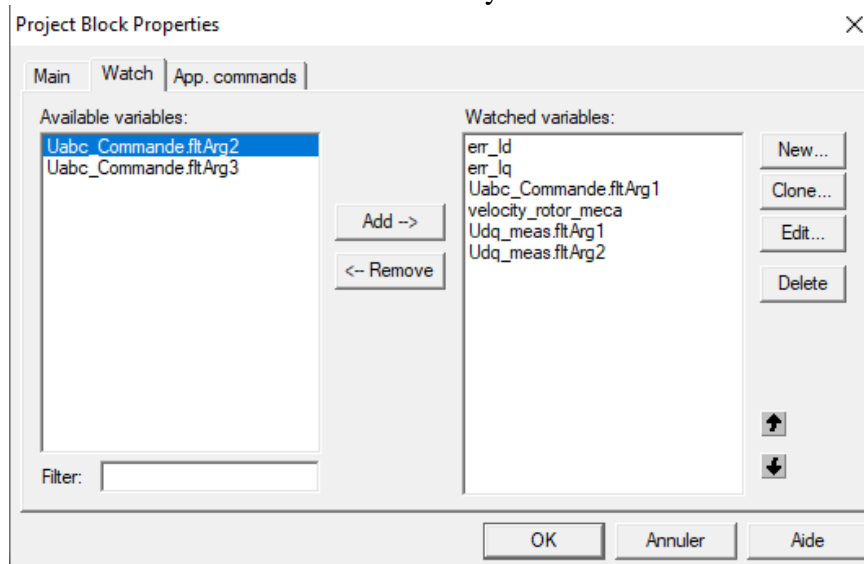 Project Block Properties
Main
Watch
App. commands
Available variables:
Uabc_Commande.fltArg2
Uabc_Commande.fltArg3
Add -->
<-- Remove
Filter:
Watched variables:
err_Id
err_Iq
Uabc_Commande.fltArg1
velocity_rotor_meca
Udq_meas.fltArg1
Udq_meas.fltArg2
New...
Clone...
Edit...
Delete
OK
Annuler
Aide